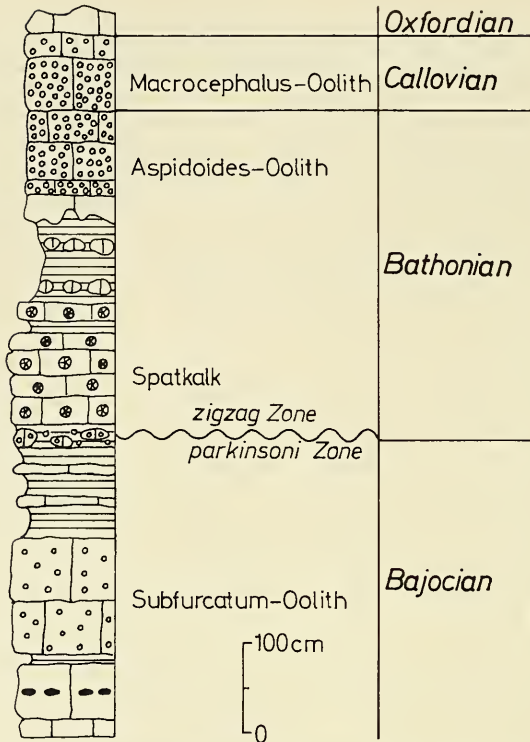 Oxfordian
Macrocephalus-Oolith
Callovian
Aspidoides-Oolith
Bathonian
Spatkalk
zigzag Zone
parkinsoni Zone
Bajocian
Subfurcatum-Oolith
100cm
0